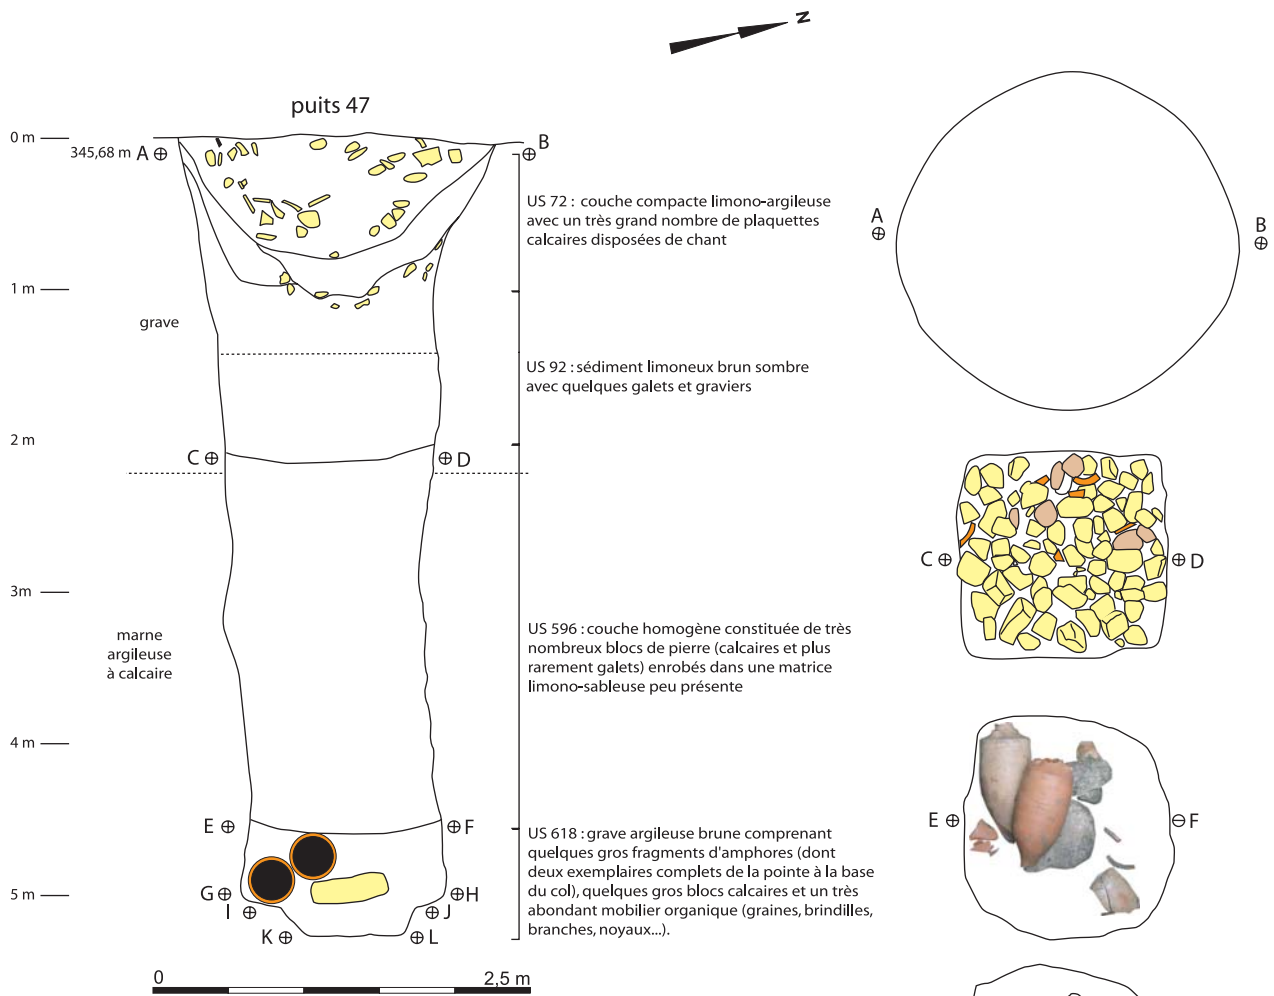 N
puits 47
0 m
345,68 m A
B
US 72 : couche compacte limono-argileuse
avec un très grand nombre de plaquettes
calcaires disposées de chant
1 m
grave
US 92 : sédiment limoneux brun sombre
avec quelques galets et graviers
2 m
C
D
3m
marne
argileuse
à calcaire
US 596 : couche homogène constituée de très
nombreux blocs de pierre (calcaires et plus
rarement galets) enrobés dans une matrice
limono-sableuse peu présente
4 m
E
F
US 618 : grave argileuse brune comprenant
quelques gros fragments d'amphores (dont
deux exemplaires complets de la pointe à la base
du col), quelques gros blocs calcaires et un très
abondant mobilier organique (graines, brindilles,
branches, noyaux...).
5 m
G
H
I
J
K
L
0
2,5 m
A
B
C
D
E
F